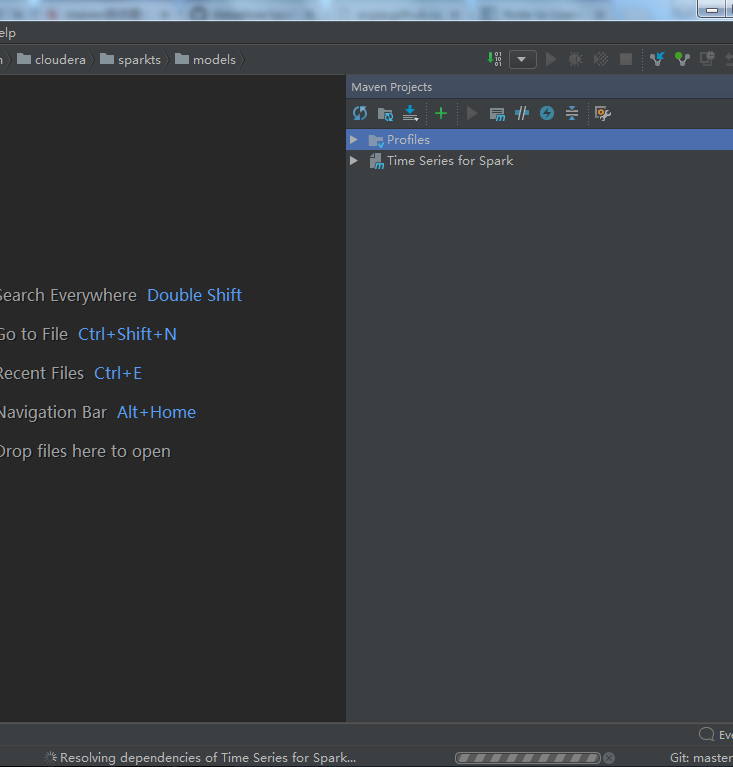 elp
n cloudera sparkts models
Maven Projects
Profiles
Time Series for Spark
Search Everywhere Double Shift
Go to File Ctrl+Shift+N
Recent Files Ctrl+E
Navigation Bar Alt+Home
Drop files here to open
Eve
Resolving dependencies of Time Series for Spark...
Git: master